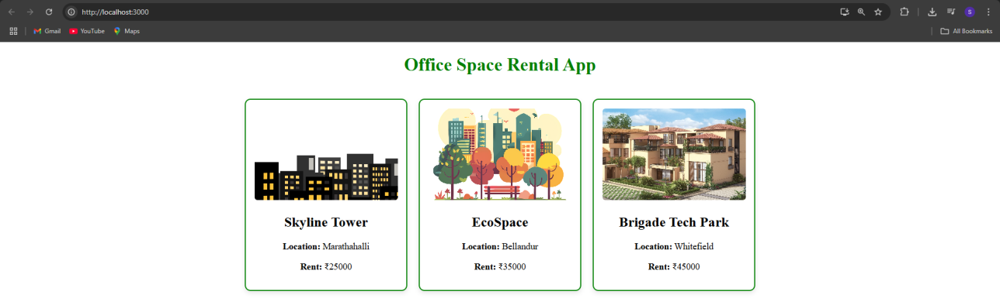 http://localhost:3000
S
Gmail YouTube Maps All Bookmarks
Office Space Rental App
Skyline Tower
Location: Marathahalli
Rent: ₹25000
EcoSpace
Location: Bellandur
Rent: ₹35000
Brigade Tech Park
Location: Whitefield
Rent: ₹45000